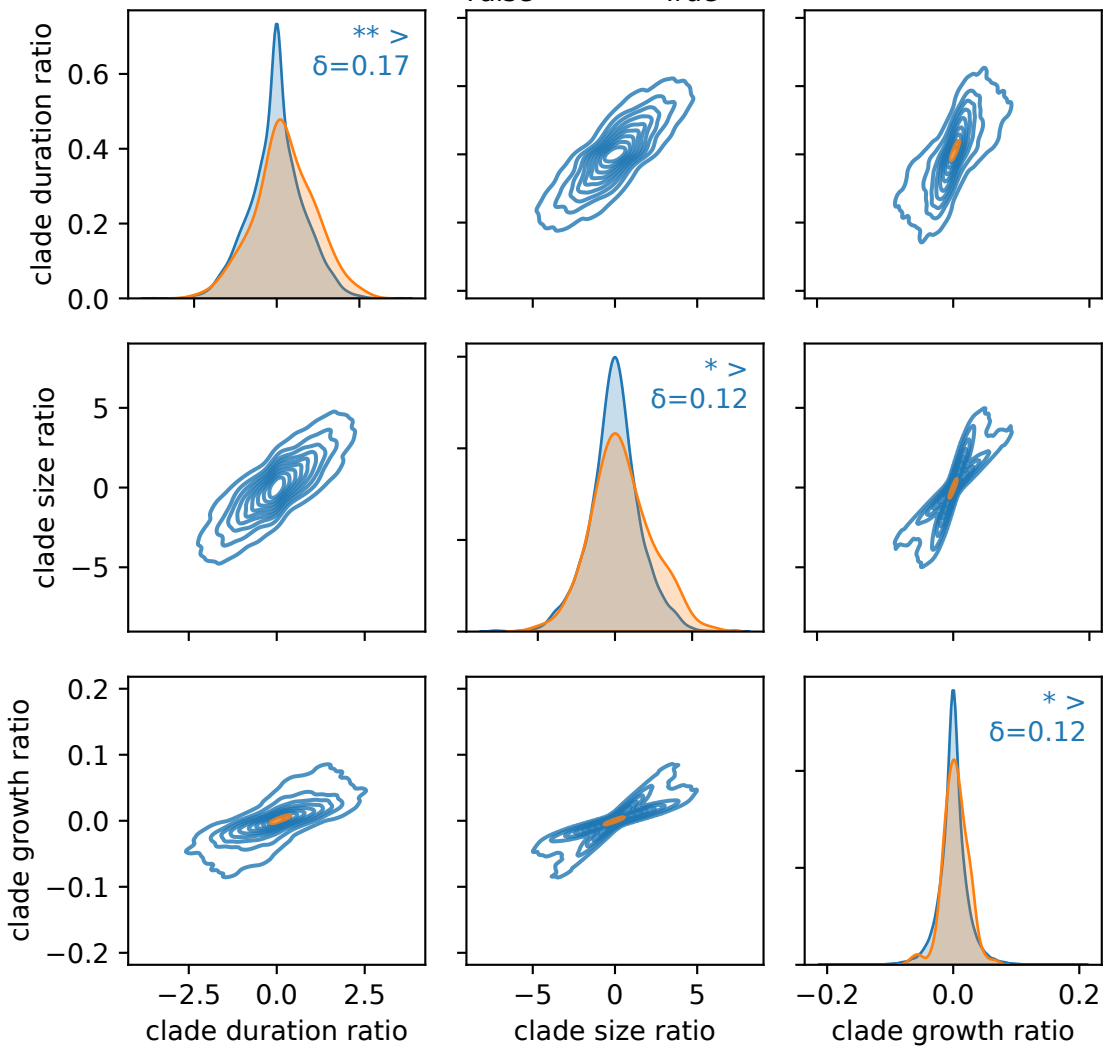 ** >
δ=0.17
clade duration ratio
0.6
0.4
0.2
0.0
* >
δ=0.12
clade size ratio
5
0
−5
* >
δ=0.12
clade growth ratio
0.2
0.1
0.0
−0.1
−0.2
−2.5 0.0 2.5
−5 0 5
−0.2 0.0 0.2
clade duration ratio
clade size ratio
clade growth ratio